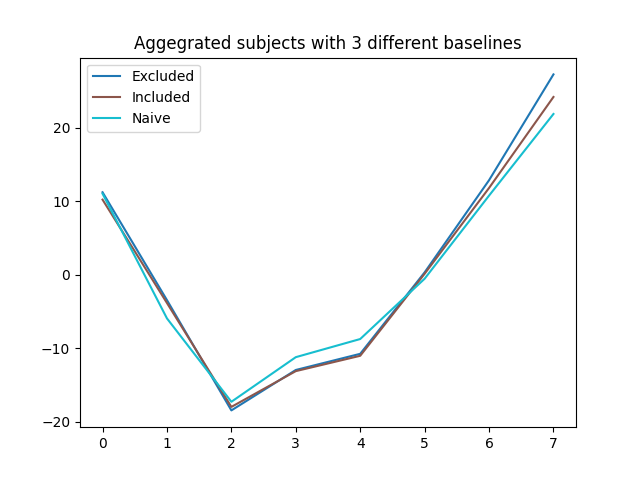 Aggegrated subjects with 3 different baselines
Excluded
Included
Naive
20
10
0
−10
−20
0 1 2 3 4 5 6 7